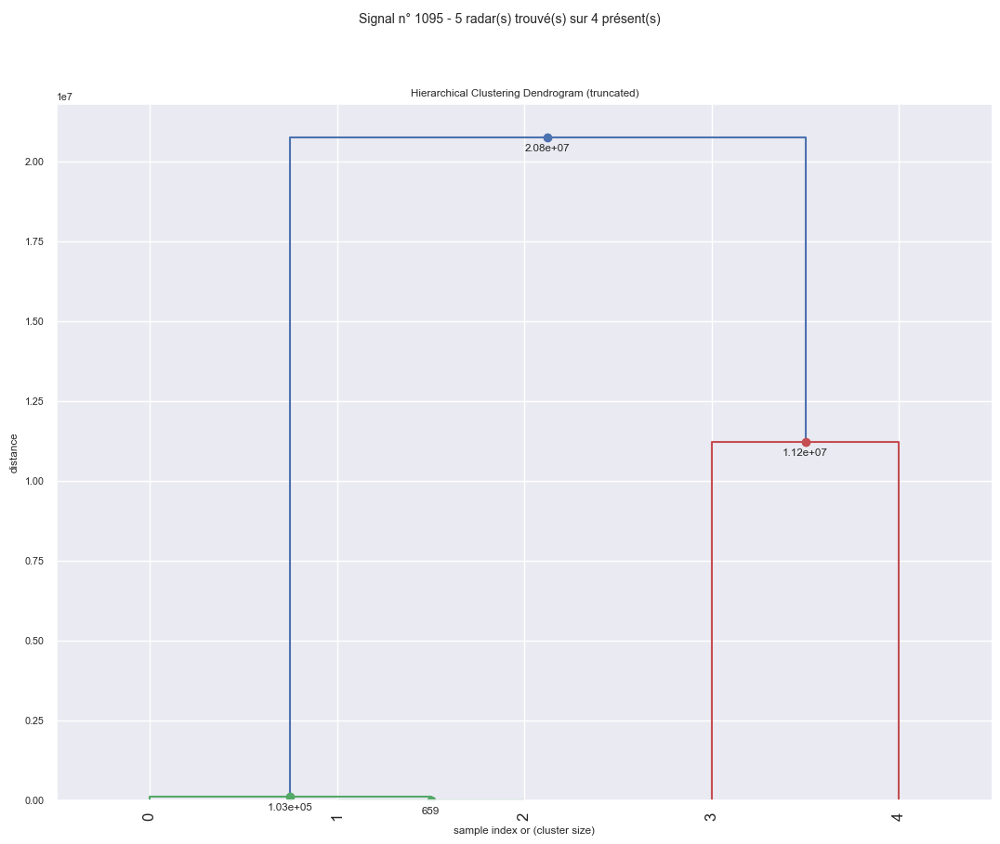 Signal n° 1095 - 5 radar(s) trouvé(s) sur 4 présent(s)
Hierarchical Clustering Dendrogram (truncated)
1e7
2.00
1.75
1.50
1.25
1.00
0.75
0.50
0.25
0.00
distance
2.08e+07
1.12e+07
1.03e+05
659
0
1
2
3
4
sample index or (cluster size)